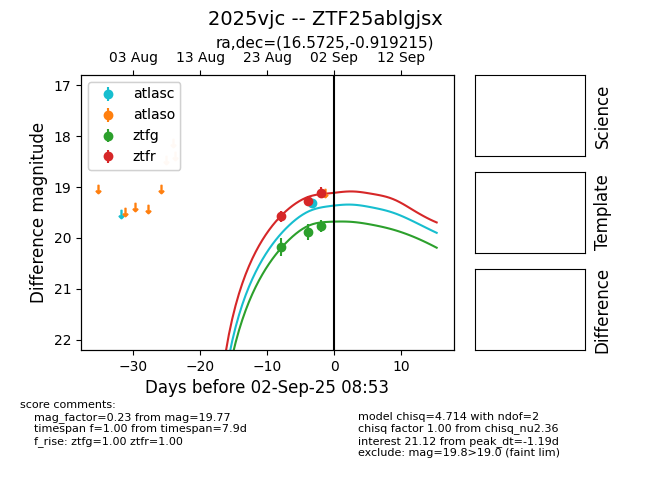 2025vjc -- ZTF25ablgjsx
ra,dec=(16.5725,-0.919215)
03 Aug 13 Aug 23 Aug 02 Sep 12 Sep
17
18
19
20
21
22
Difference magnitude
atlasc
atlaso
ztfg
ztfr
−30 −20 −10 0 10
Days before 02-Sep-25 08:53
Science
Template
Difference
score comments:
mag_factor=0.23 from mag=19.77
timespan f=1.00 from timespan=7.9d
f_rise: ztfg=1.00 ztfr=1.00
model chisq=4.714 with ndof=2
chisq factor 1.00 from chisq_nu2.36
interest 21.12 from peak_dt=-1.19d
exclude: mag=19.8>19.0 (faint lim)